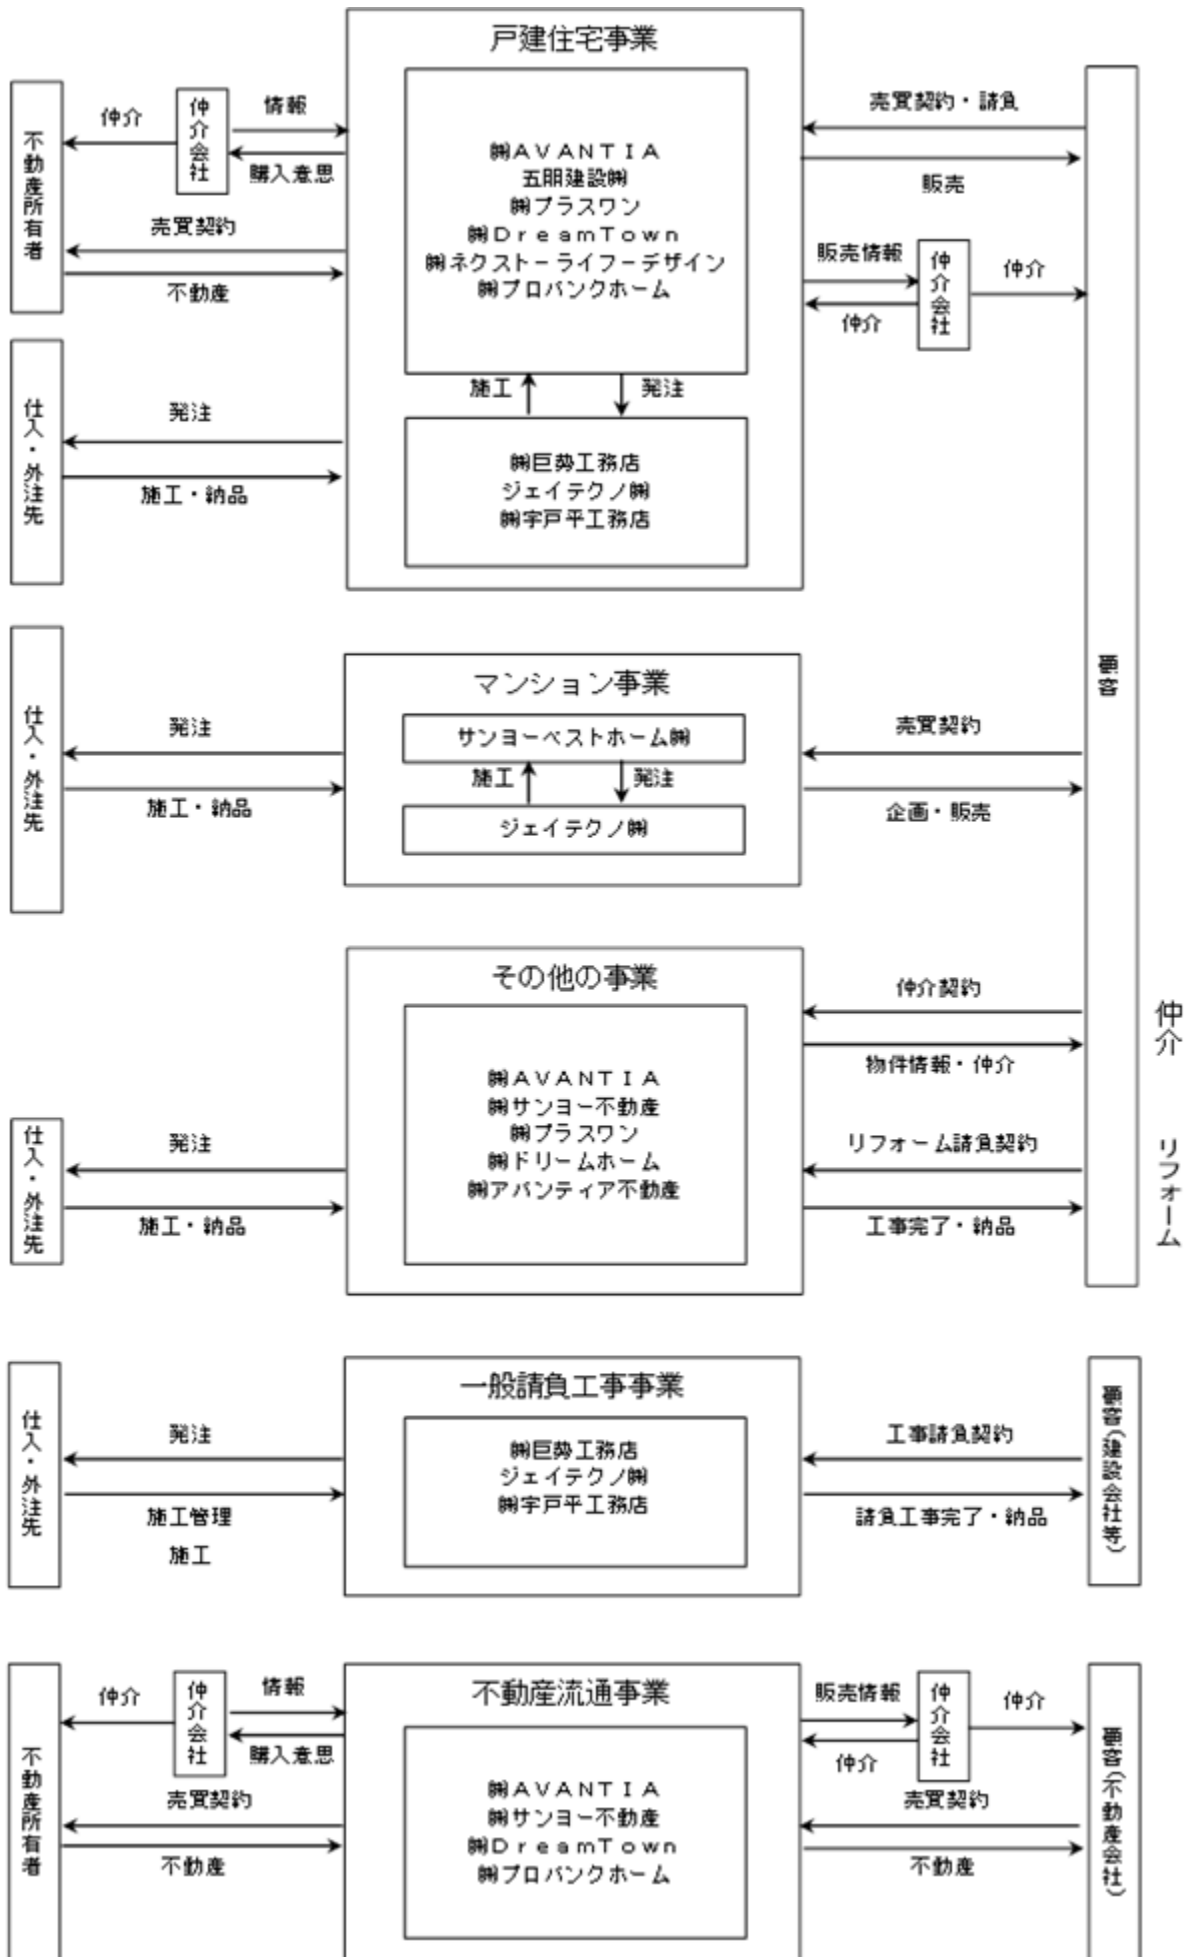 戸建住宅事業
不動産所有者
仲介
仲介会社
情報
購入意思
売買契約
不動産
㈱ＡＶＡＮＴＩＡ
五朋建設㈱
㈱プラスワン
㈱ＤｒｅａｍＴｏｗｎ
㈱ネクスト－ライフ－デザイン
㈱プロバンクホーム
売買契約・請負
販売
販売情報
仲介
仲介会社
仲介
顧客
施工
発注
仕入・外注先
発注
施工・納品
㈱巨勢工務店
ジェイテクノ㈱
㈱宇戸平工務店
マンション事業
仕入・外注先
発注
施工・納品
サンヨーベストホーム㈱
施工
発注
ジェイテクノ㈱
売買契約
企画・販売
その他の事業
仲介契約
物件情報・仲介
仲介
㈱ＡＶＡＮＴＩＡ
㈱サンヨー不動産
㈱プラスワン
㈱ドリームホーム
㈱アバンティア不動産
仕入・外注先
発注
施工・納品
リフォーム請負契約
工事完了・納品
リフォーム
一般請負工事事業
仕入・外注先
発注
施工管理
施工
㈱巨勢工務店
ジェイテクノ㈱
㈱宇戸平工務店
工事請負契約
請負工事完了・納品
顧客（建設会社等）
不動産流通事業
不動産所有者
仲介
仲介会社
情報
購入意思
売買契約
不動産
㈱ＡＶＡＮＴＩＡ
㈱サンヨー不動産
㈱ＤｒｅａｍＴｏｗｎ
㈱プロバンクホーム
販売情報
仲介
仲介会社
仲介
売買契約
不動産
顧客（不動産会社）